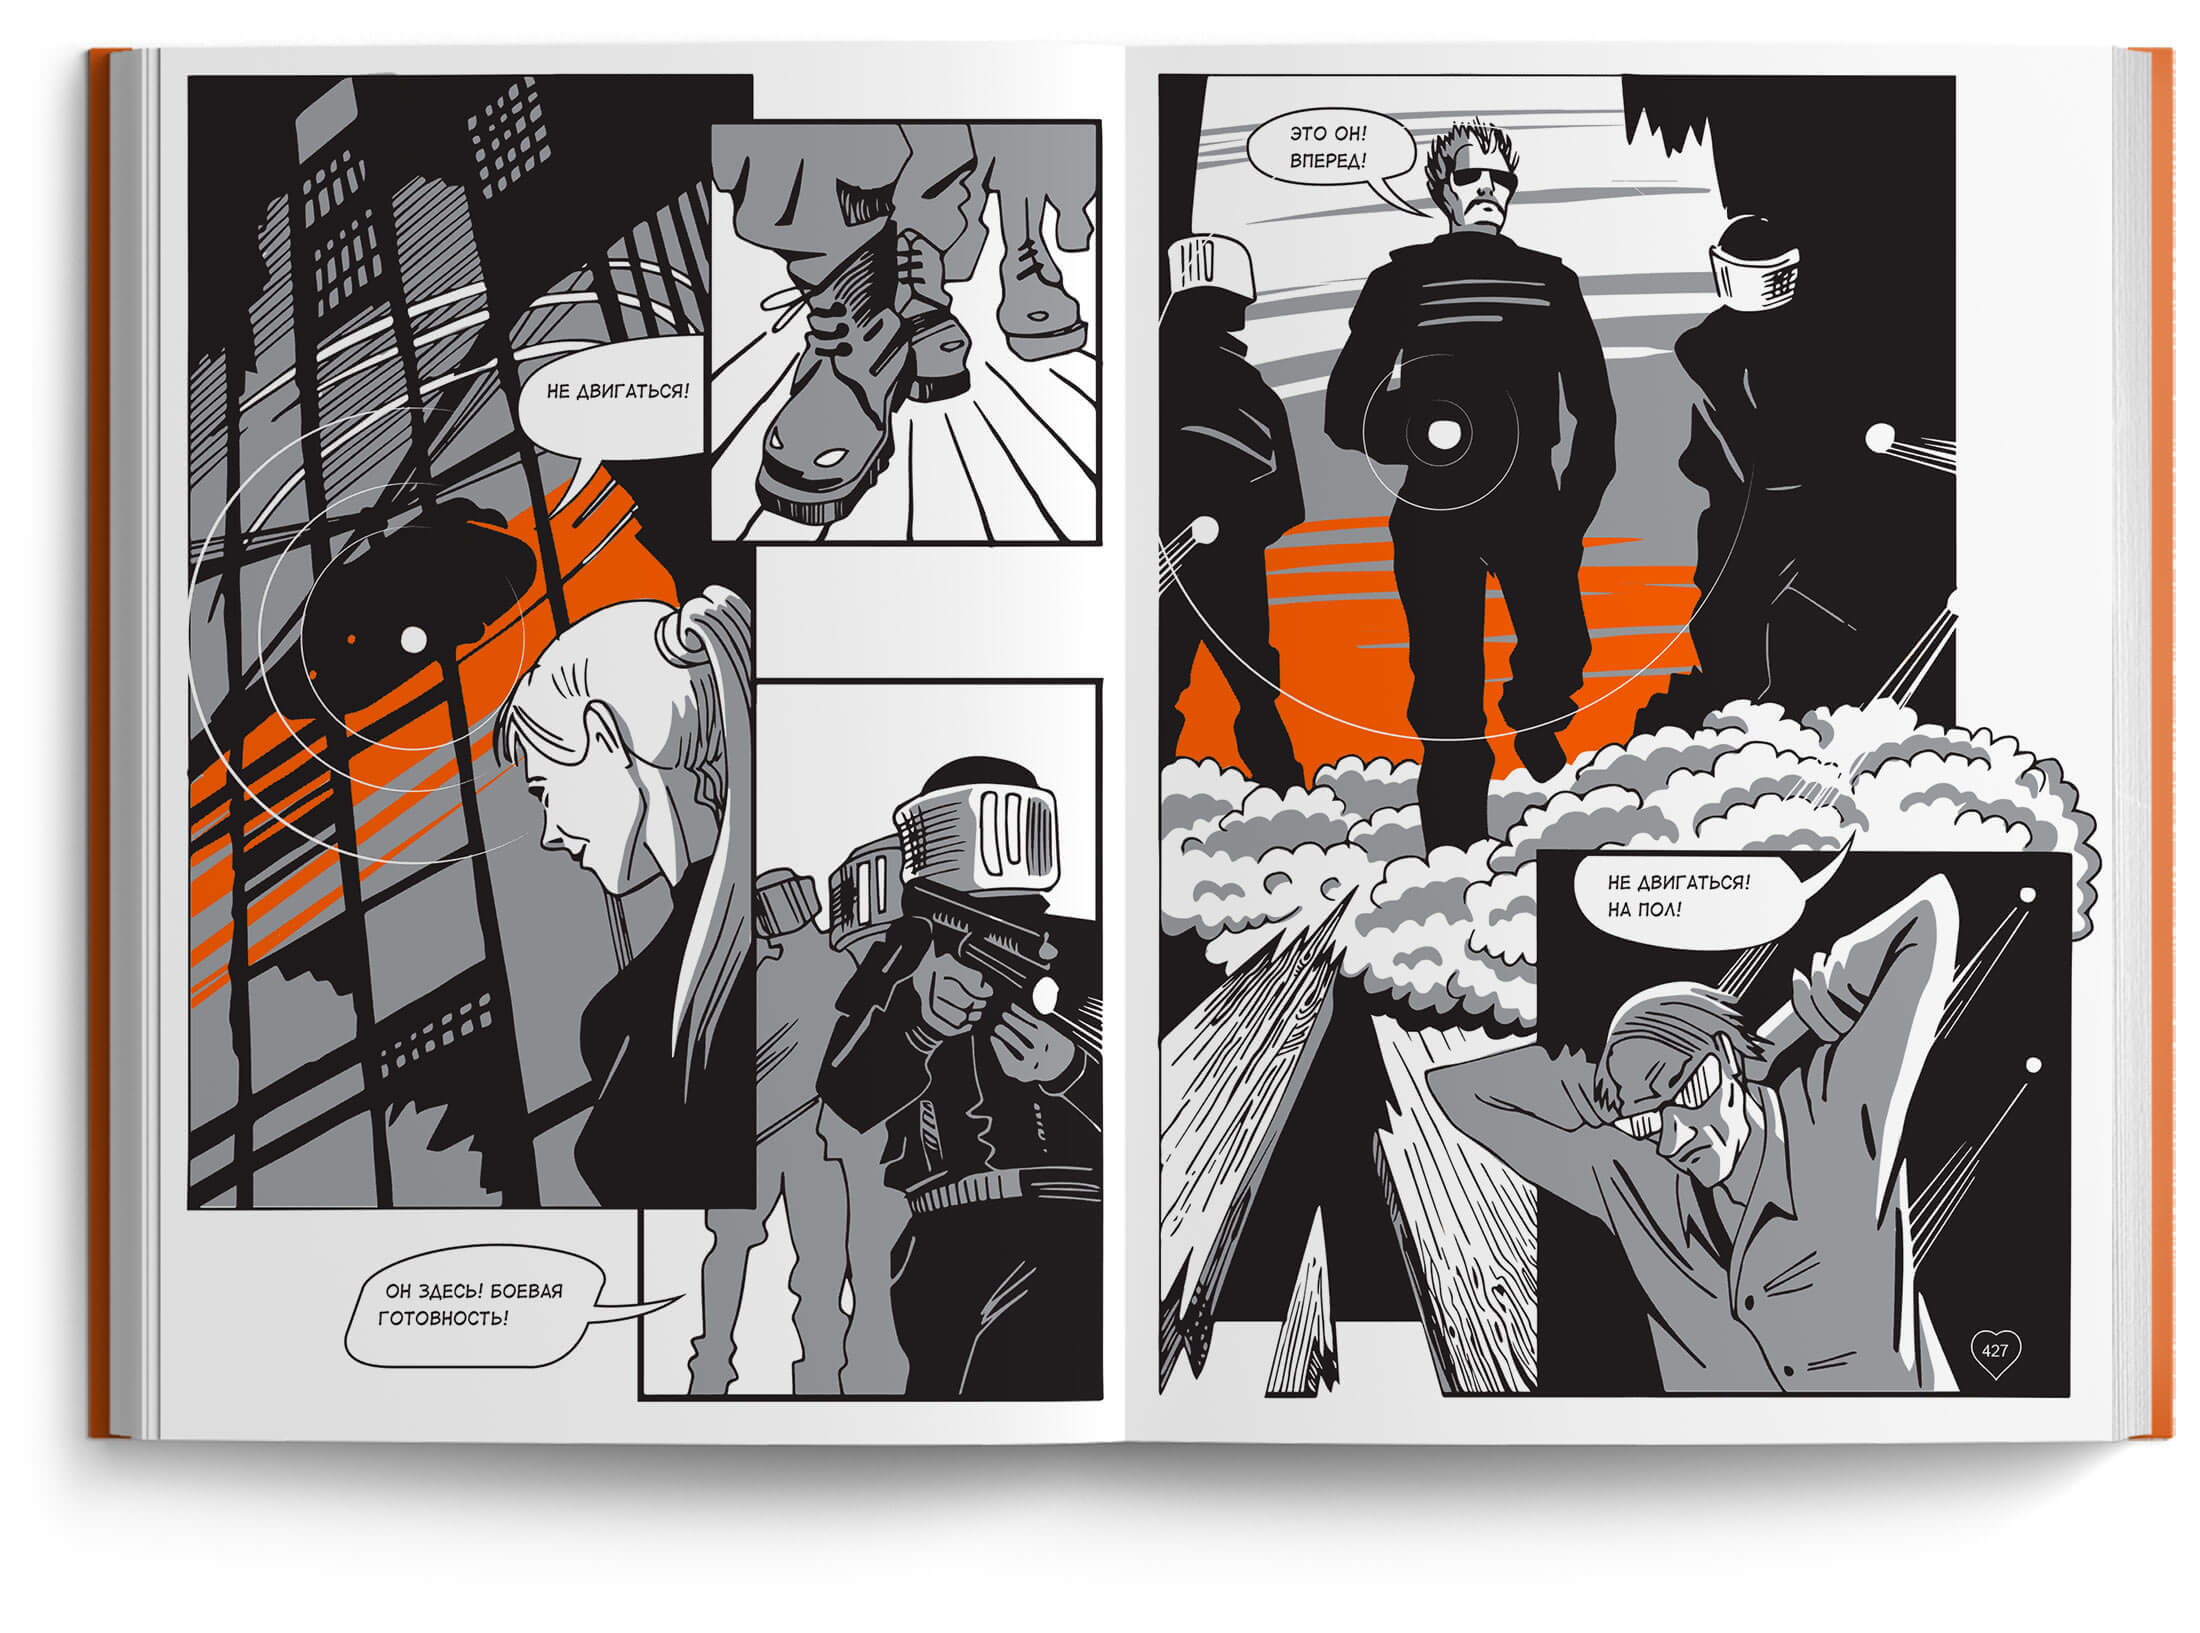 НЕ ДВИГАТЬСЯ!
ОН ЗДЕСЬ! БОЕВАЯ
ГОТОВНОСТЬ!
ЭТО ОН!
ВПЕРЕД!
НЕ ДВИГАТЬСЯ!
НА ПОЛ!
427